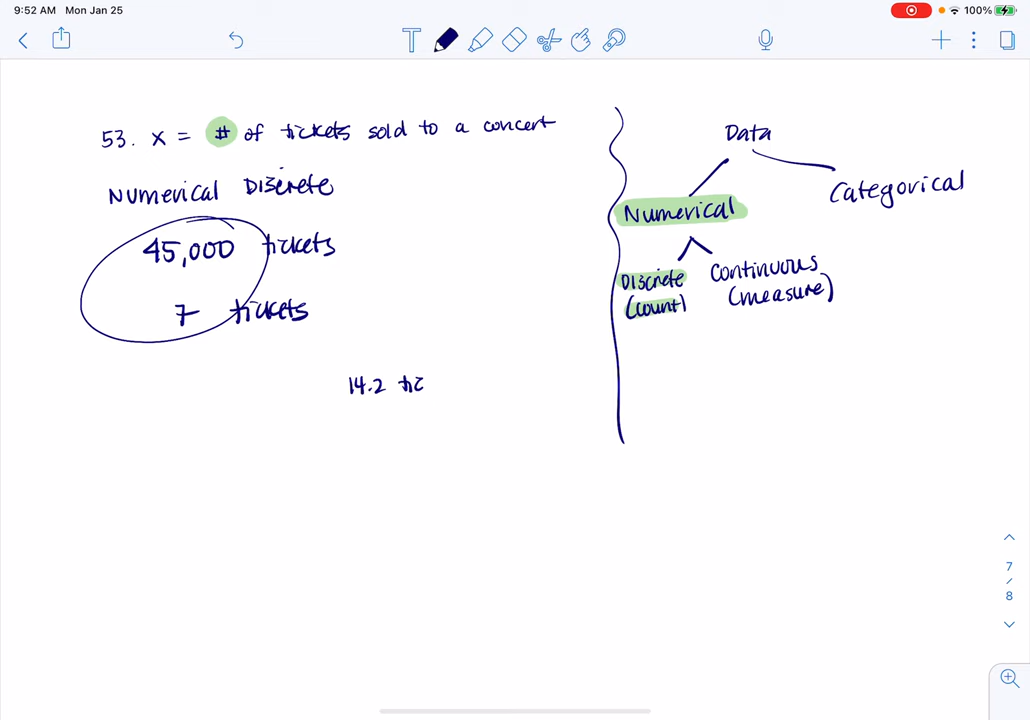 9:52 AM Mon Jan 25
100%
T
53. x = # of tickets sold to a concert
Numerical Discrete
45,000 tickets
7 tickets
14.2 tic
Data
Numerical
Categorical
Discrete
(count)
Continuous
(measure)
7
/
8